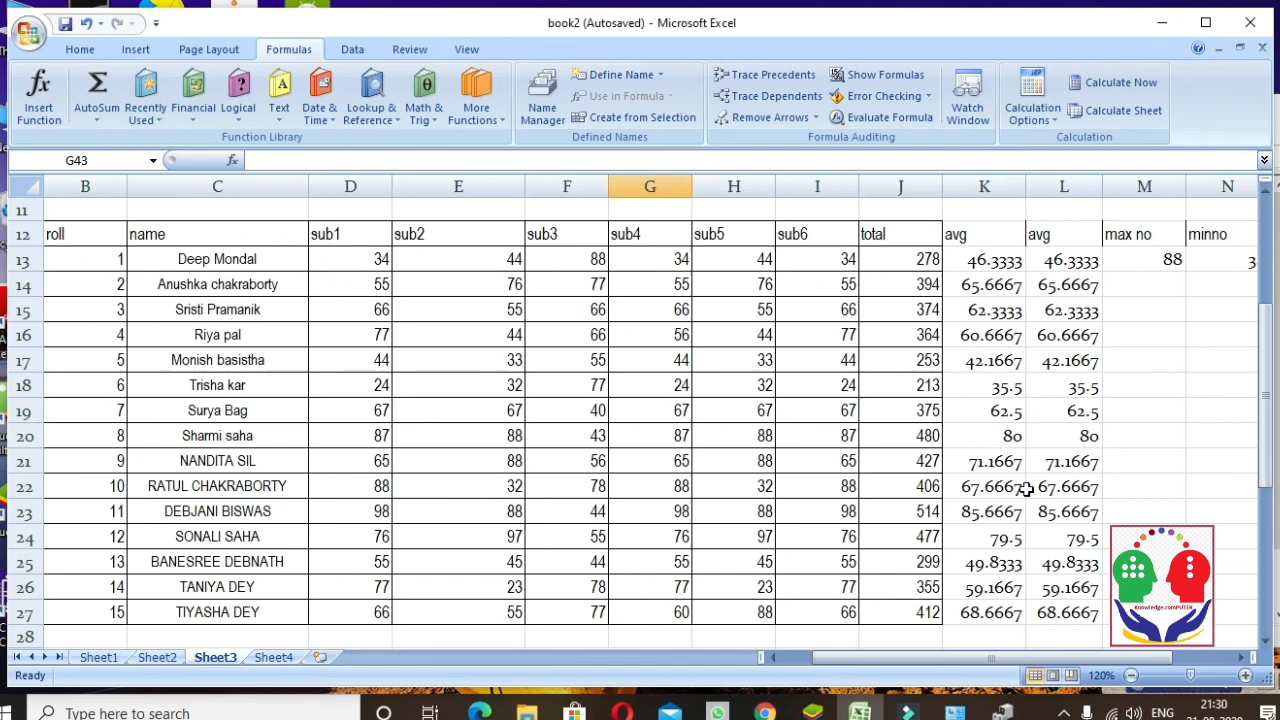 book2 (Autosaved) - Microsoft Excel
Home Insert Page Layout Formulas Data Review View
Insert Function
AutoSum
Recently Used
Financial
Logical
Text
Date & Time
Lookup & Reference
Math & Trig
More Functions
Function Library
Name Manager
Define Name
Use in Formula
Create from Selection
Defined Names
Trace Precedents
Trace Dependents
Remove Arrows
Show Formulas
Error Checking
Evaluate Formula
Formula Auditing
Watch Window
Calculation Options
Calculate Now
Calculate Sheet
Calculation
G43 fx
B C D E F G H I J K L M N
11
12 roll name sub1 sub2 sub3 sub4 sub5 sub6 total avg avg max no minno
13 1 Deep Mondal 34 44 88 34 44 34 278 46.3333 46.3333 88 3
14 2 Anushka chakraborty 55 76 77 55 76 55 394 65.6667 65.6667
15 3 Sristi Pramanik 66 55 66 66 55 66 374 62.3333 62.3333
16 4 Riya pal 77 44 66 56 44 77 364 60.6667 60.6667
17 5 Monish basistha 44 33 55 44 33 44 253 42.1667 42.1667
18 6 Trisha kar 24 32 77 24 32 24 213 35.5 35.5
19 7 Surya Bag 67 67 40 67 67 67 375 62.5 62.5
20 8 Sharmi saha 87 88 43 87 88 87 480 80 80
21 9 NANDITA SIL 65 88 56 65 88 65 427 71.1667 71.1667
22 10 RATUL CHAKRABORTY 88 32 78 88 32 88 406 67.6667 67.6667
23 11 DEBJANI BISWAS 98 88 44 98 88 98 514 85.6667 85.6667
24 12 SONALI SAHA 76 97 55 76 97 76 477 79.5 79.5
25 13 BANESREE DEBNATH 55 45 44 55 45 55 299 49.8333 49.8333
26 14 TANIYA DEY 77 23 78 77 23 77 355 59.1667 59.1667
27 15 TIYASHA DEY 66 55 77 60 88 66 412 68.6667 68.6667
28
Knowledge.comPUTER
Sheet1 Sheet2 Sheet3 Sheet4
Ready 120%
Type here to search
ENG
21:30